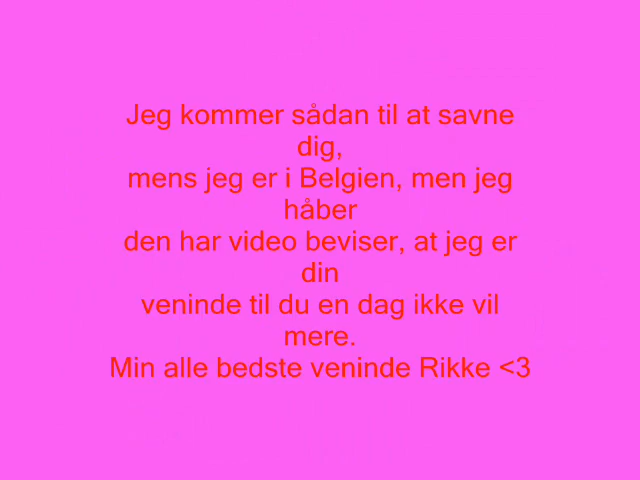 Jeg kommer sådan til at savne
dig,
mens jeg er i Belgien, men jeg
håber
den har video beviser, at jeg er
din
veninde til du en dag ikke vil
mere.
Min alle bedste veninde Rikke <3